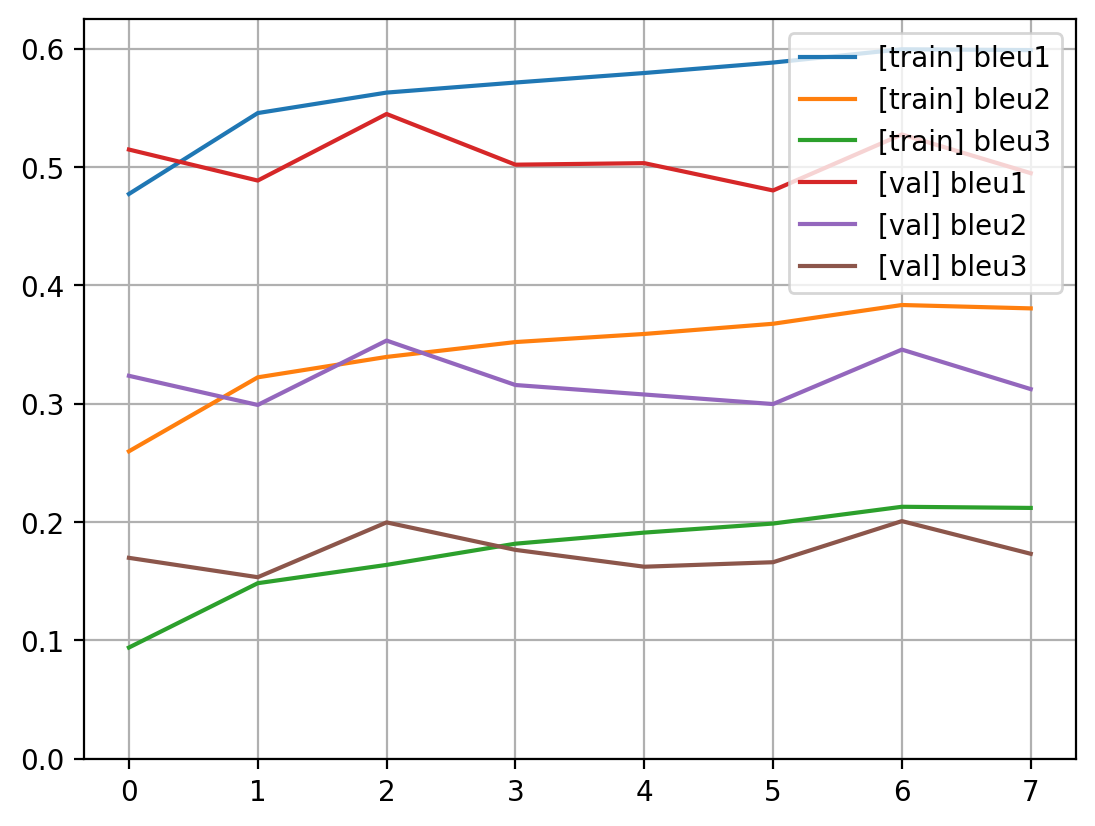 0.6
0.5
0.4
0.3
0.2
0.1
0.0
0 1 2 3 4 5 6 7
[train] bleu1
[train] bleu2
[train] bleu3
[val] bleu1
[val] bleu2
[val] bleu3